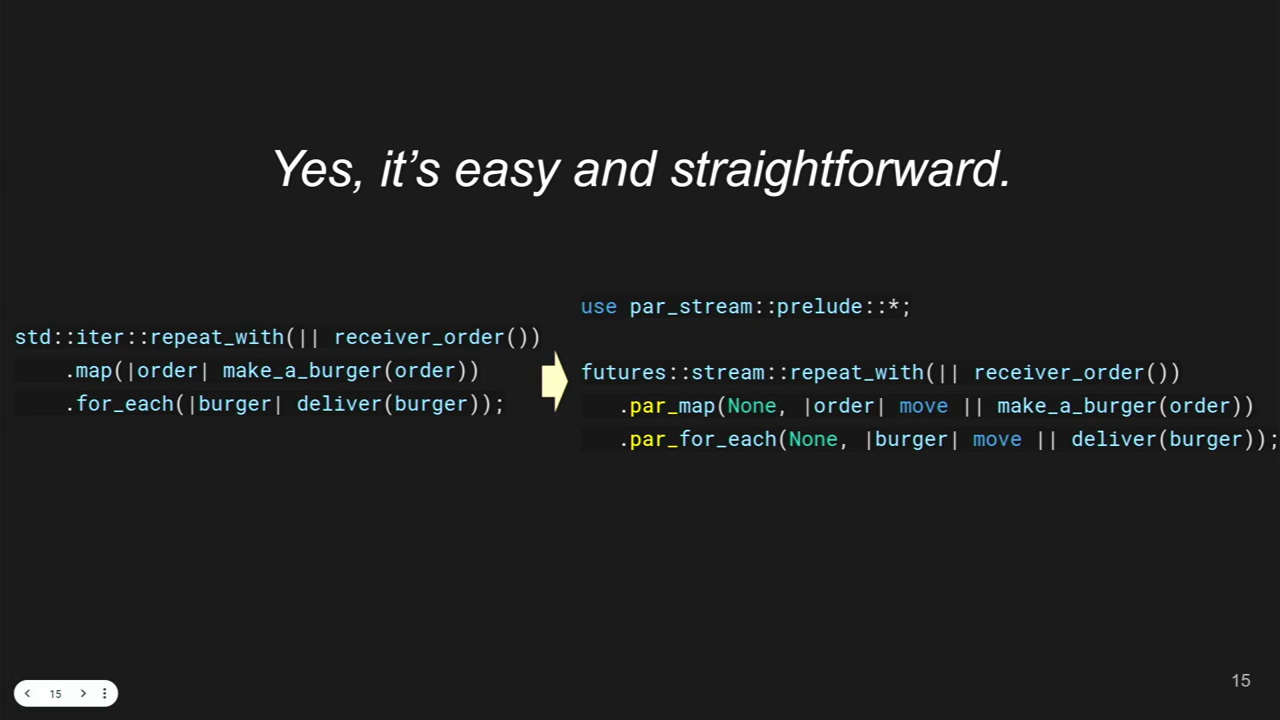 Yes, it’s easy and straightforward.
std::iter::repeat_with(|| receiver_order())
    .map(|order| make_a_burger(order))
    .for_each(|burger| deliver(burger));
use par_stream::prelude::*;
futures::stream::repeat_with(|| receiver_order())
   .par_map(None, |order| move || make_a_burger(order))
   .par_for_each(None, |burger| move || deliver(burger));
15
15